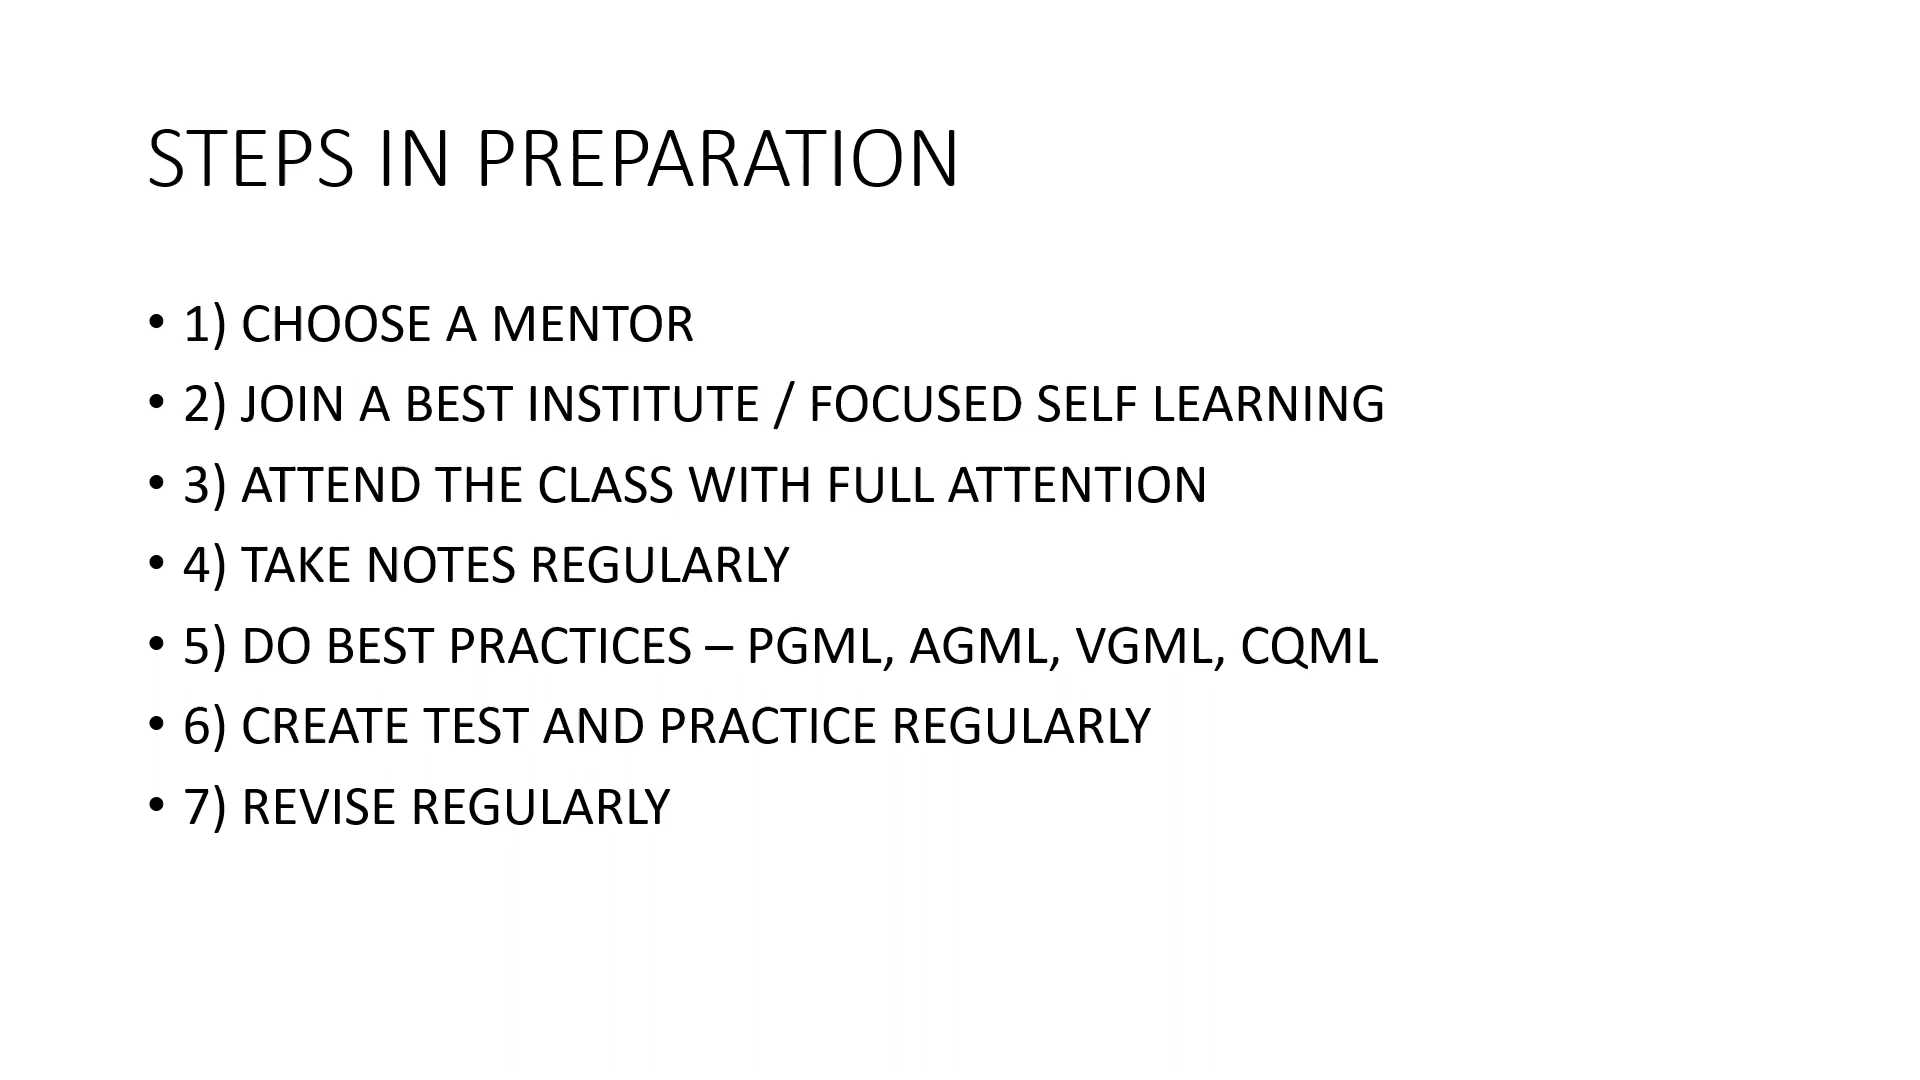 STEPS IN PREPARATION
• 1) CHOOSE A MENTOR
• 2) JOIN A BEST INSTITUTE / FOCUSED SELF LEARNING
• 3) ATTEND THE CLASS WITH FULL ATTENTION
• 4) TAKE NOTES REGULARLY
• 5) DO BEST PRACTICES – PGML, AGML, VGML, CQML
• 6) CREATE TEST AND PRACTICE REGULARLY
• 7) REVISE REGULARLY